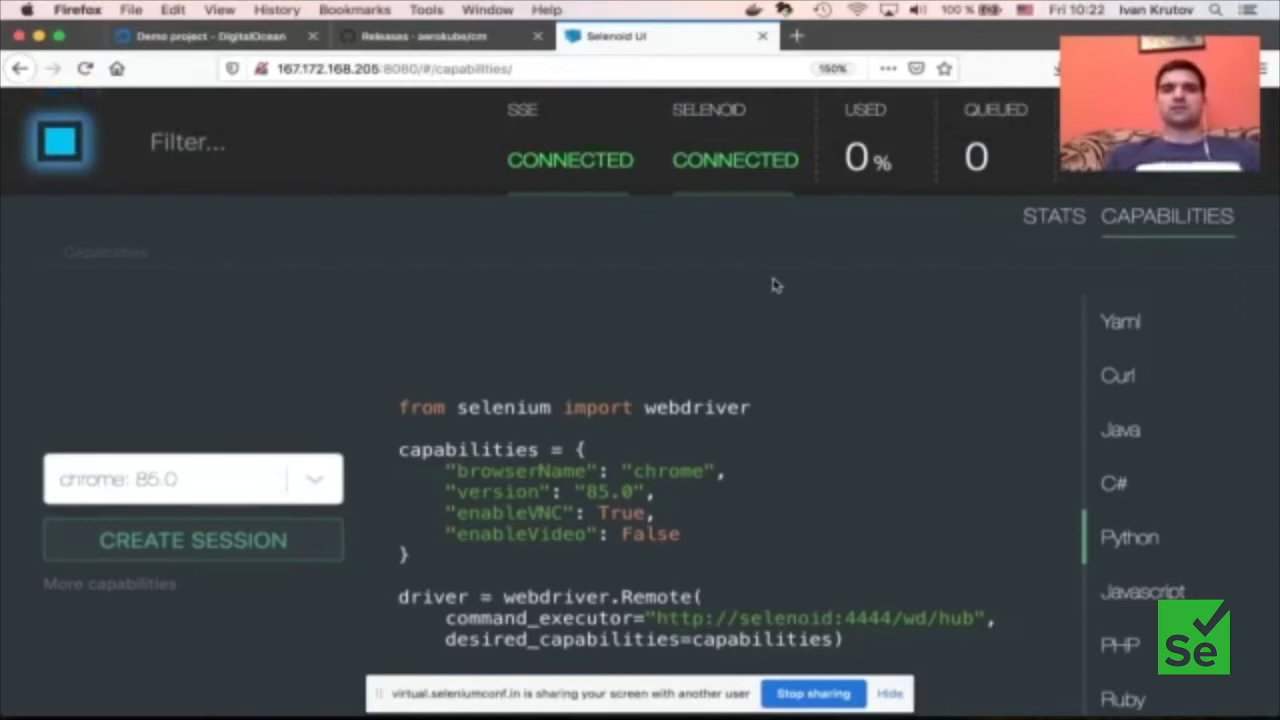 Firefox File Edit View History Bookmarks Tools Window Help 100 % Fri 10:22 Ivan Krutov
Demo project - DigitalOcean
Releases · aerokube/cm
Selenoid UI
167.172.168.205:8080/#/capabilities/
150%
Filter...
SSE
CONNECTED
SELENOID
CONNECTED
USED
0%
QUEUED
0
STATS CAPABILITIES
Capabilities
chrome: 85.0
CREATE SESSION
More capabilities
from selenium import webdriver
capabilities = {
"browserName": "chrome",
"version": "85.0",
"enableVNC": True,
"enableVideo": False
}
driver = webdriver.Remote(
command_executor="http://selenoid:4444/wd/hub",
desired_capabilities=capabilities)
Yaml
Curl
Java
C#
Python
Javascript
PHP
Ruby
Se
virtual.seleniumconf.in is sharing your screen with another user
Stop sharing
Hide